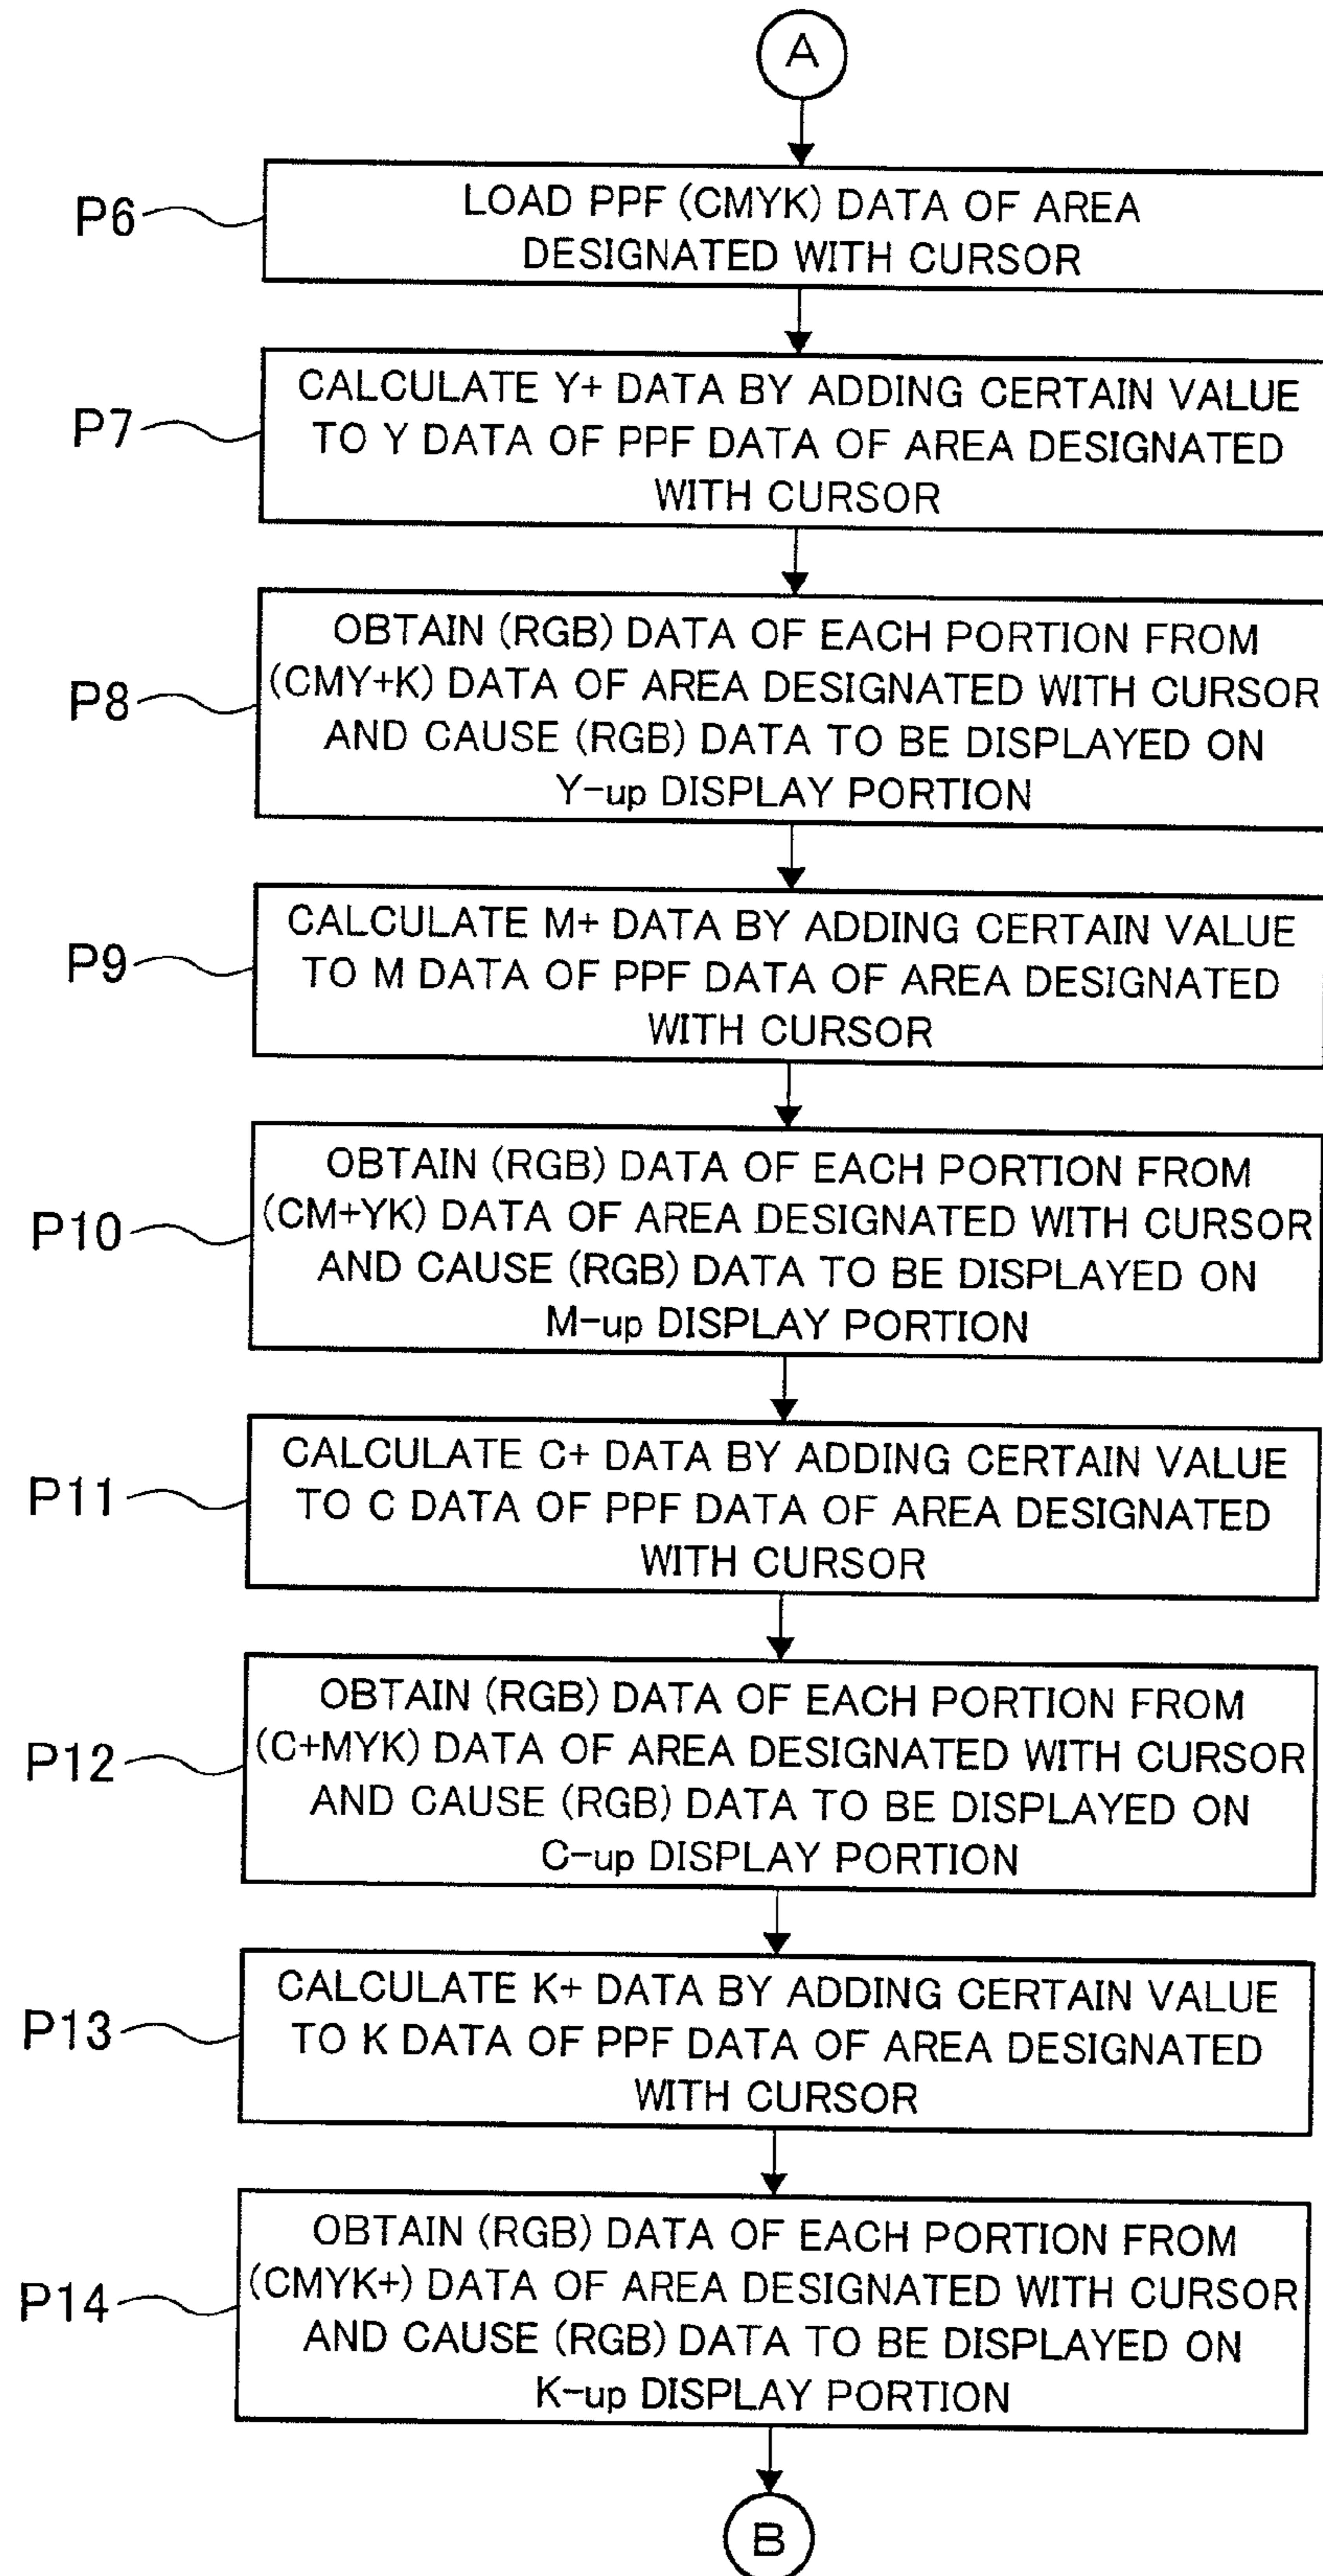 A
P6
LOAD PPF (CMYK) DATA OF AREA
DESIGNATED WITH CURSOR
P7
CALCULATE Y+ DATA BY ADDING CERTAIN VALUE
TO Y DATA OF PPF DATA OF AREA DESIGNATED
WITH CURSOR
P8
OBTAIN (RGB) DATA OF EACH PORTION FROM
(CMY+K) DATA OF AREA DESIGNATED WITH CURSOR
AND CAUSE (RGB) DATA TO BE DISPLAYED ON
Y-up DISPLAY PORTION
P9
CALCULATE M+ DATA BY ADDING CERTAIN VALUE
TO M DATA OF PPF DATA OF AREA DESIGNATED
WITH CURSOR
P10
OBTAIN (RGB) DATA OF EACH PORTION FROM
(CM+YK) DATA OF AREA DESIGNATED WITH CURSOR
AND CAUSE (RGB) DATA TO BE DISPLAYED ON
M-up DISPLAY PORTION
P11
CALCULATE C+ DATA BY ADDING CERTAIN VALUE
TO C DATA OF PPF DATA OF AREA DESIGNATED
WITH CURSOR
P12
OBTAIN (RGB) DATA OF EACH PORTION FROM
(C+MYK) DATA OF AREA DESIGNATED WITH CURSOR
AND CAUSE (RGB) DATA TO BE DISPLAYED ON
C-up DISPLAY PORTION
P13
CALCULATE K+ DATA BY ADDING CERTAIN VALUE
TO K DATA OF PPF DATA OF AREA DESIGNATED
WITH CURSOR
P14
OBTAIN (RGB) DATA OF EACH PORTION FROM
(CMYK+) DATA OF AREA DESIGNATED WITH CURSOR
AND CAUSE (RGB) DATA TO BE DISPLAYED ON
K-up DISPLAY PORTION
B